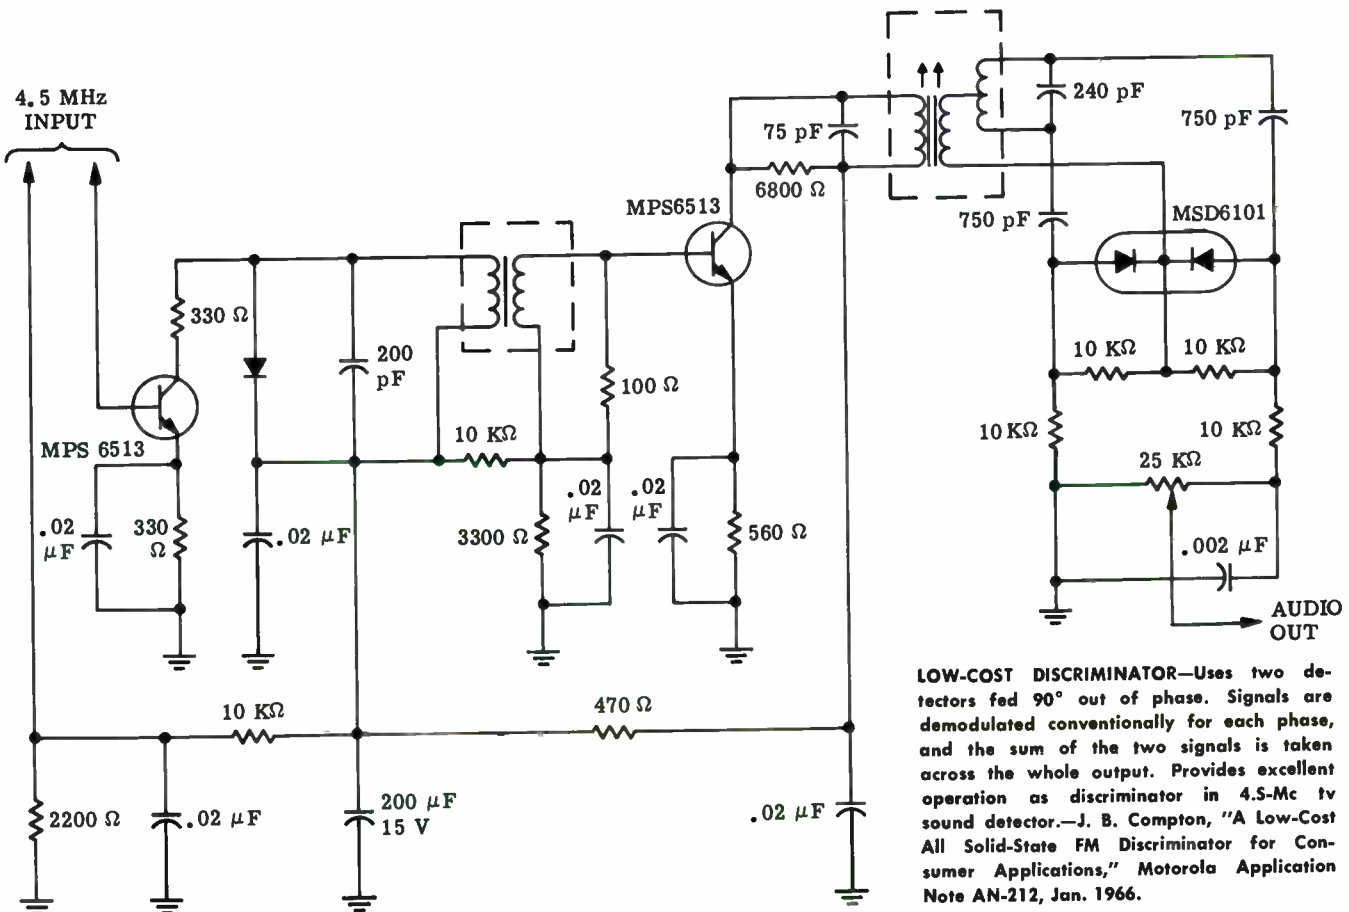 4.5 MHz
INPUT
240 pF
750 pF
75 pF
6800 Ω
MPS6513
750 pF
MSD6101
330 Ω
200
pF
100 Ω
10 KΩ
10 KΩ
MPS 6513
10 KΩ
10 KΩ
10 KΩ
25 KΩ
.02
μF
330
Ω
.02 μF
3300 Ω
.02
μF
.02
μF
560 Ω
.002 μF
AUDIO
OUT
10 KΩ
470 Ω
2200 Ω
.02 μF
200 μF
15 V
.02 μF
LOW-COST DISCRIMINATOR—Uses two de-
tectors fed 90° out of phase. Signals are
demodulated conventionally for each phase,
and the sum of the two signals is taken
across the whole output. Provides excellent
operation as discriminator in 4.S-Mc tv
sound detector.—J. B. Compton, "A Low-Cost
All Solid-State FM Discriminator for Con-
sumer Applications," Motorola Application
Note AN-212, Jan. 1966.